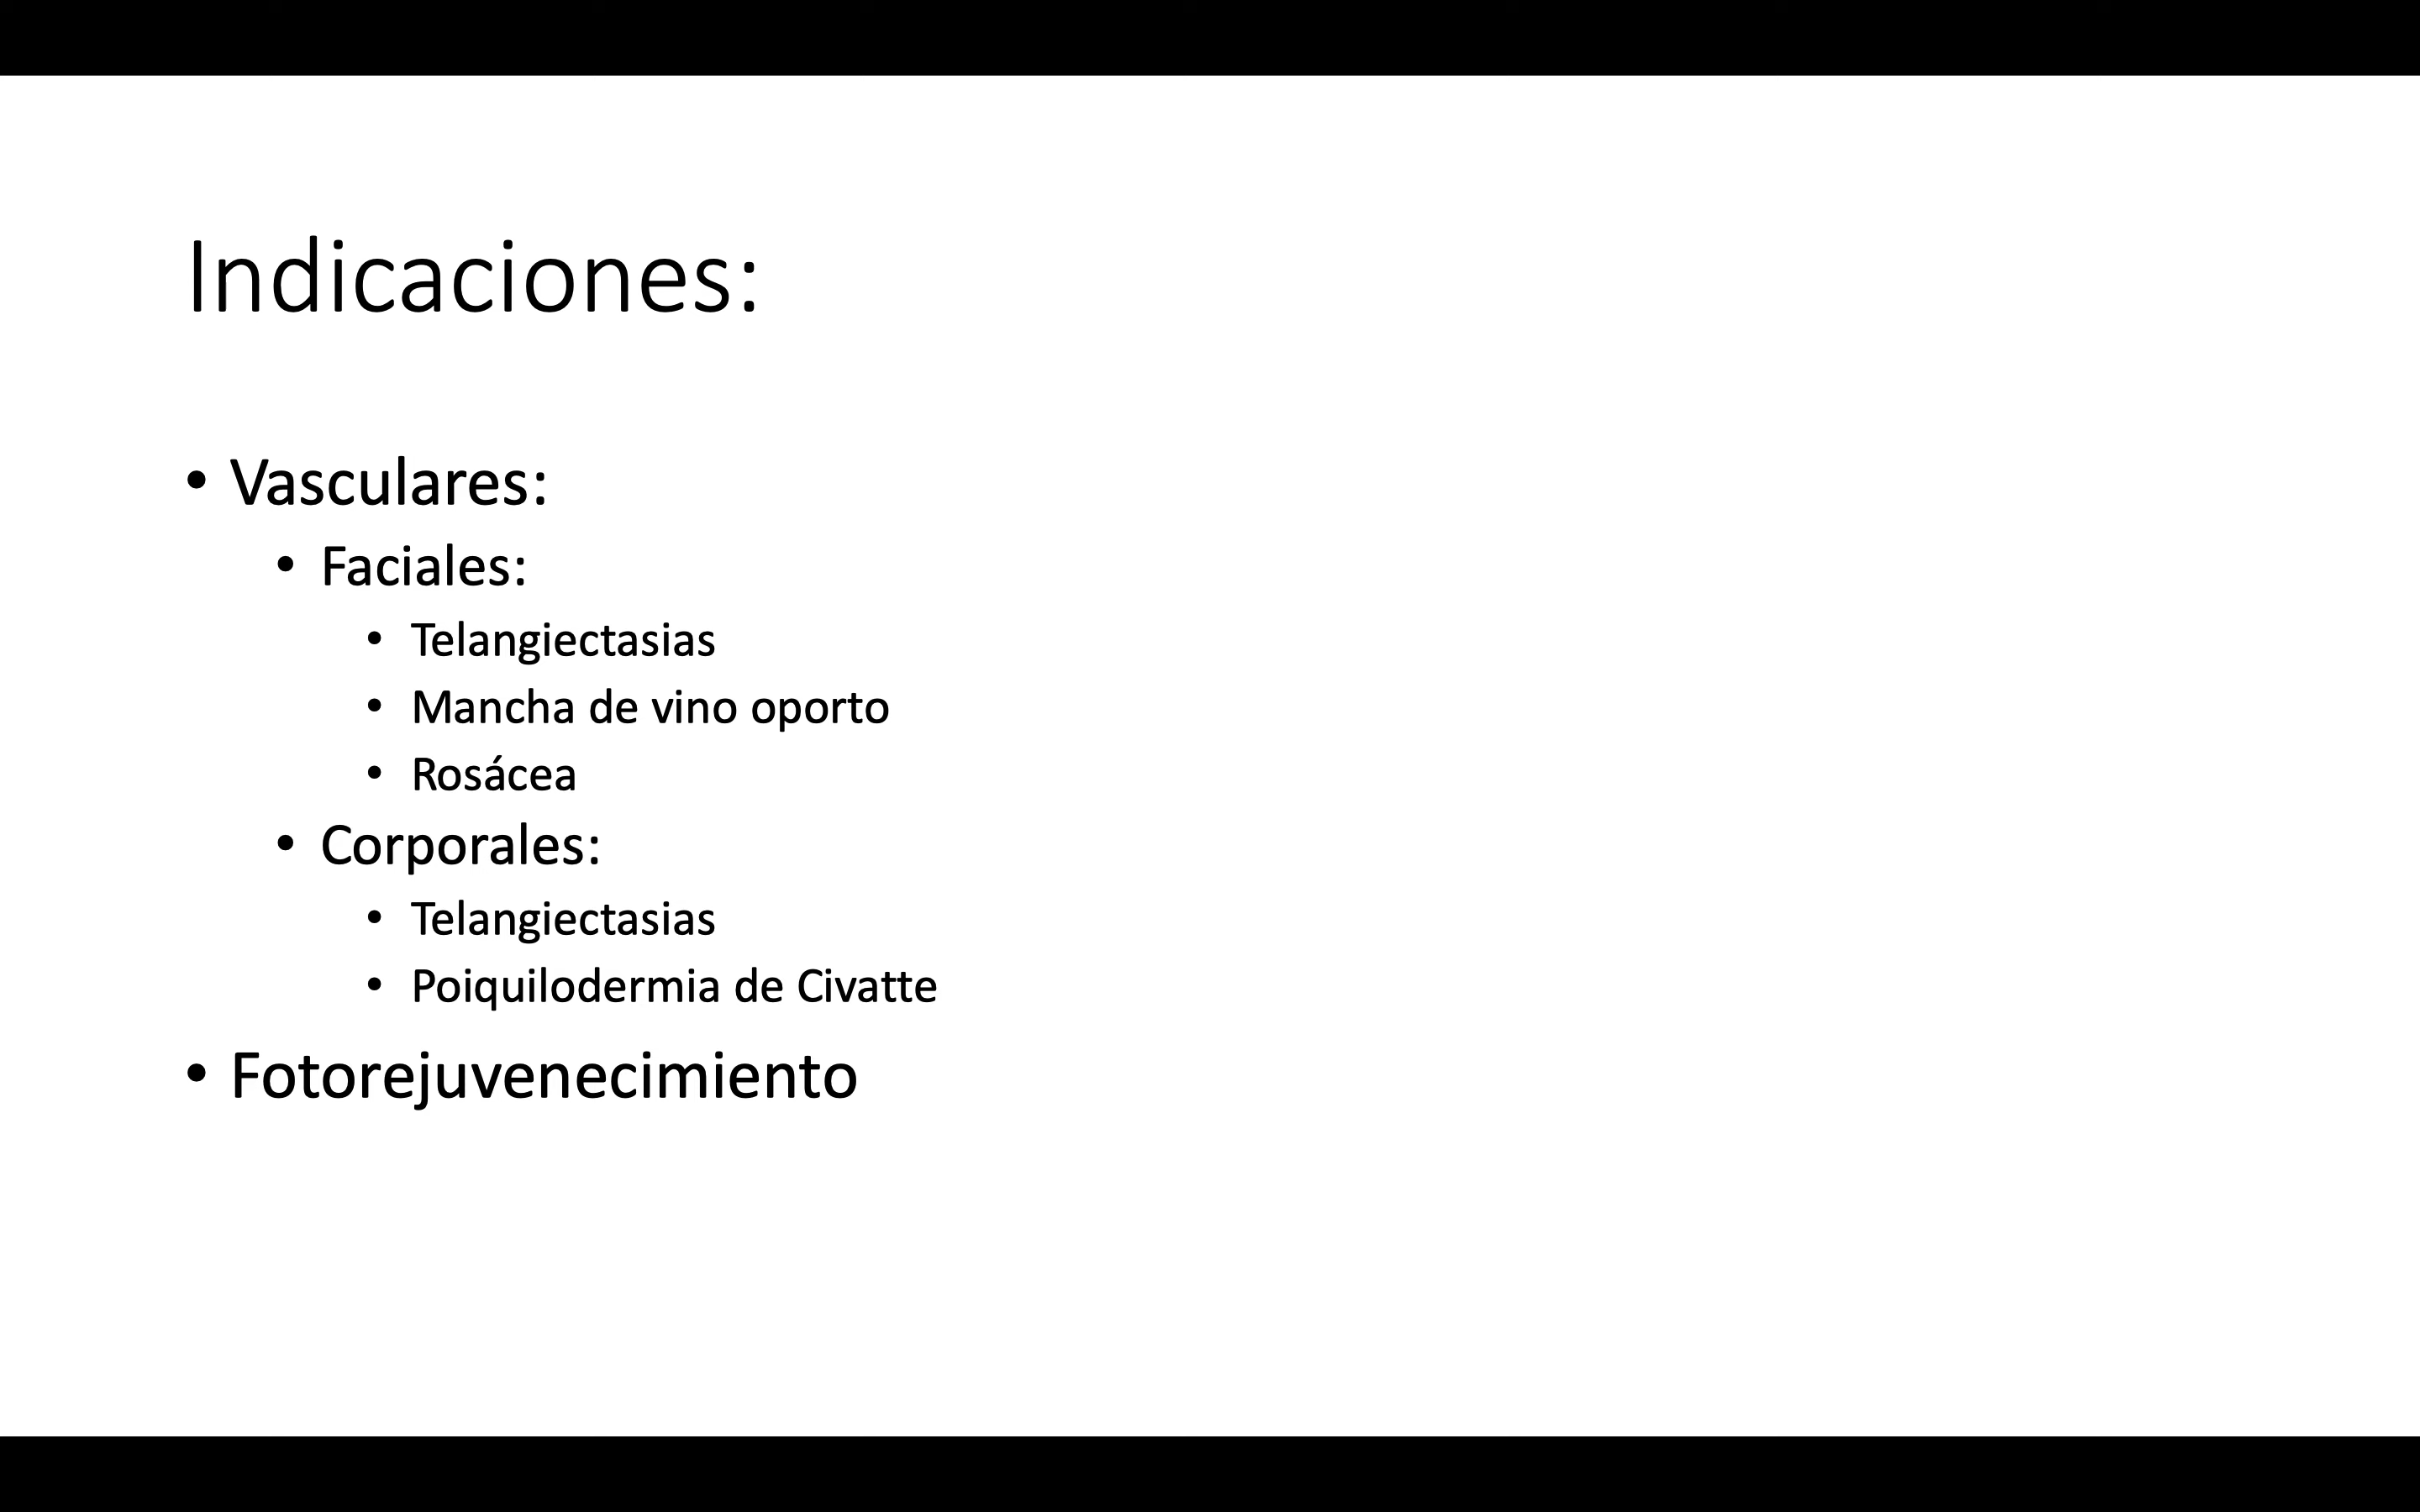 Indicaciones:
• Vasculares:
• Faciales:
• Telangiectasias
• Mancha de vino oporto
• Rosácea
• Corporales:
• Telangiectasias
• Poiquilodermia de Civatte
• Fotorejuvenecimiento